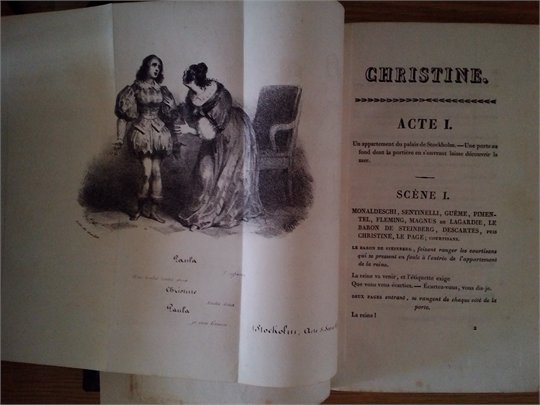 Paula
Christine
Paula
Stockholm, Acte
CHRISTINE.
ACTE I.
Un appartement du palais de Stockholm. — Une porte au
fond dont la portière en s'ouvrant laisse découvrir la
mer.
SCÈNE I.
MONALDESCHI, SENTINELLI, GUÊME, PIMEN-
TEL, FLEMING, MAGNUS DE LAGARDIE, LE
BARON DE STEINBERG, DESCARTES, PUIS
CHRISTINE, LE PAGE, COURTISANS.
LE BARON DE STEINBERG, faisant ranger les courtisans
qui se pressent en foule à l'entrée de l'appartement
de la reine.
La reine va venir, et l'étiquette exige
Que vous vous écartiez. — Écartez-vous, vous dis-je.
DEUX PAGES entrant, se rangent de chaque côté de la
porte.
La reine !
2